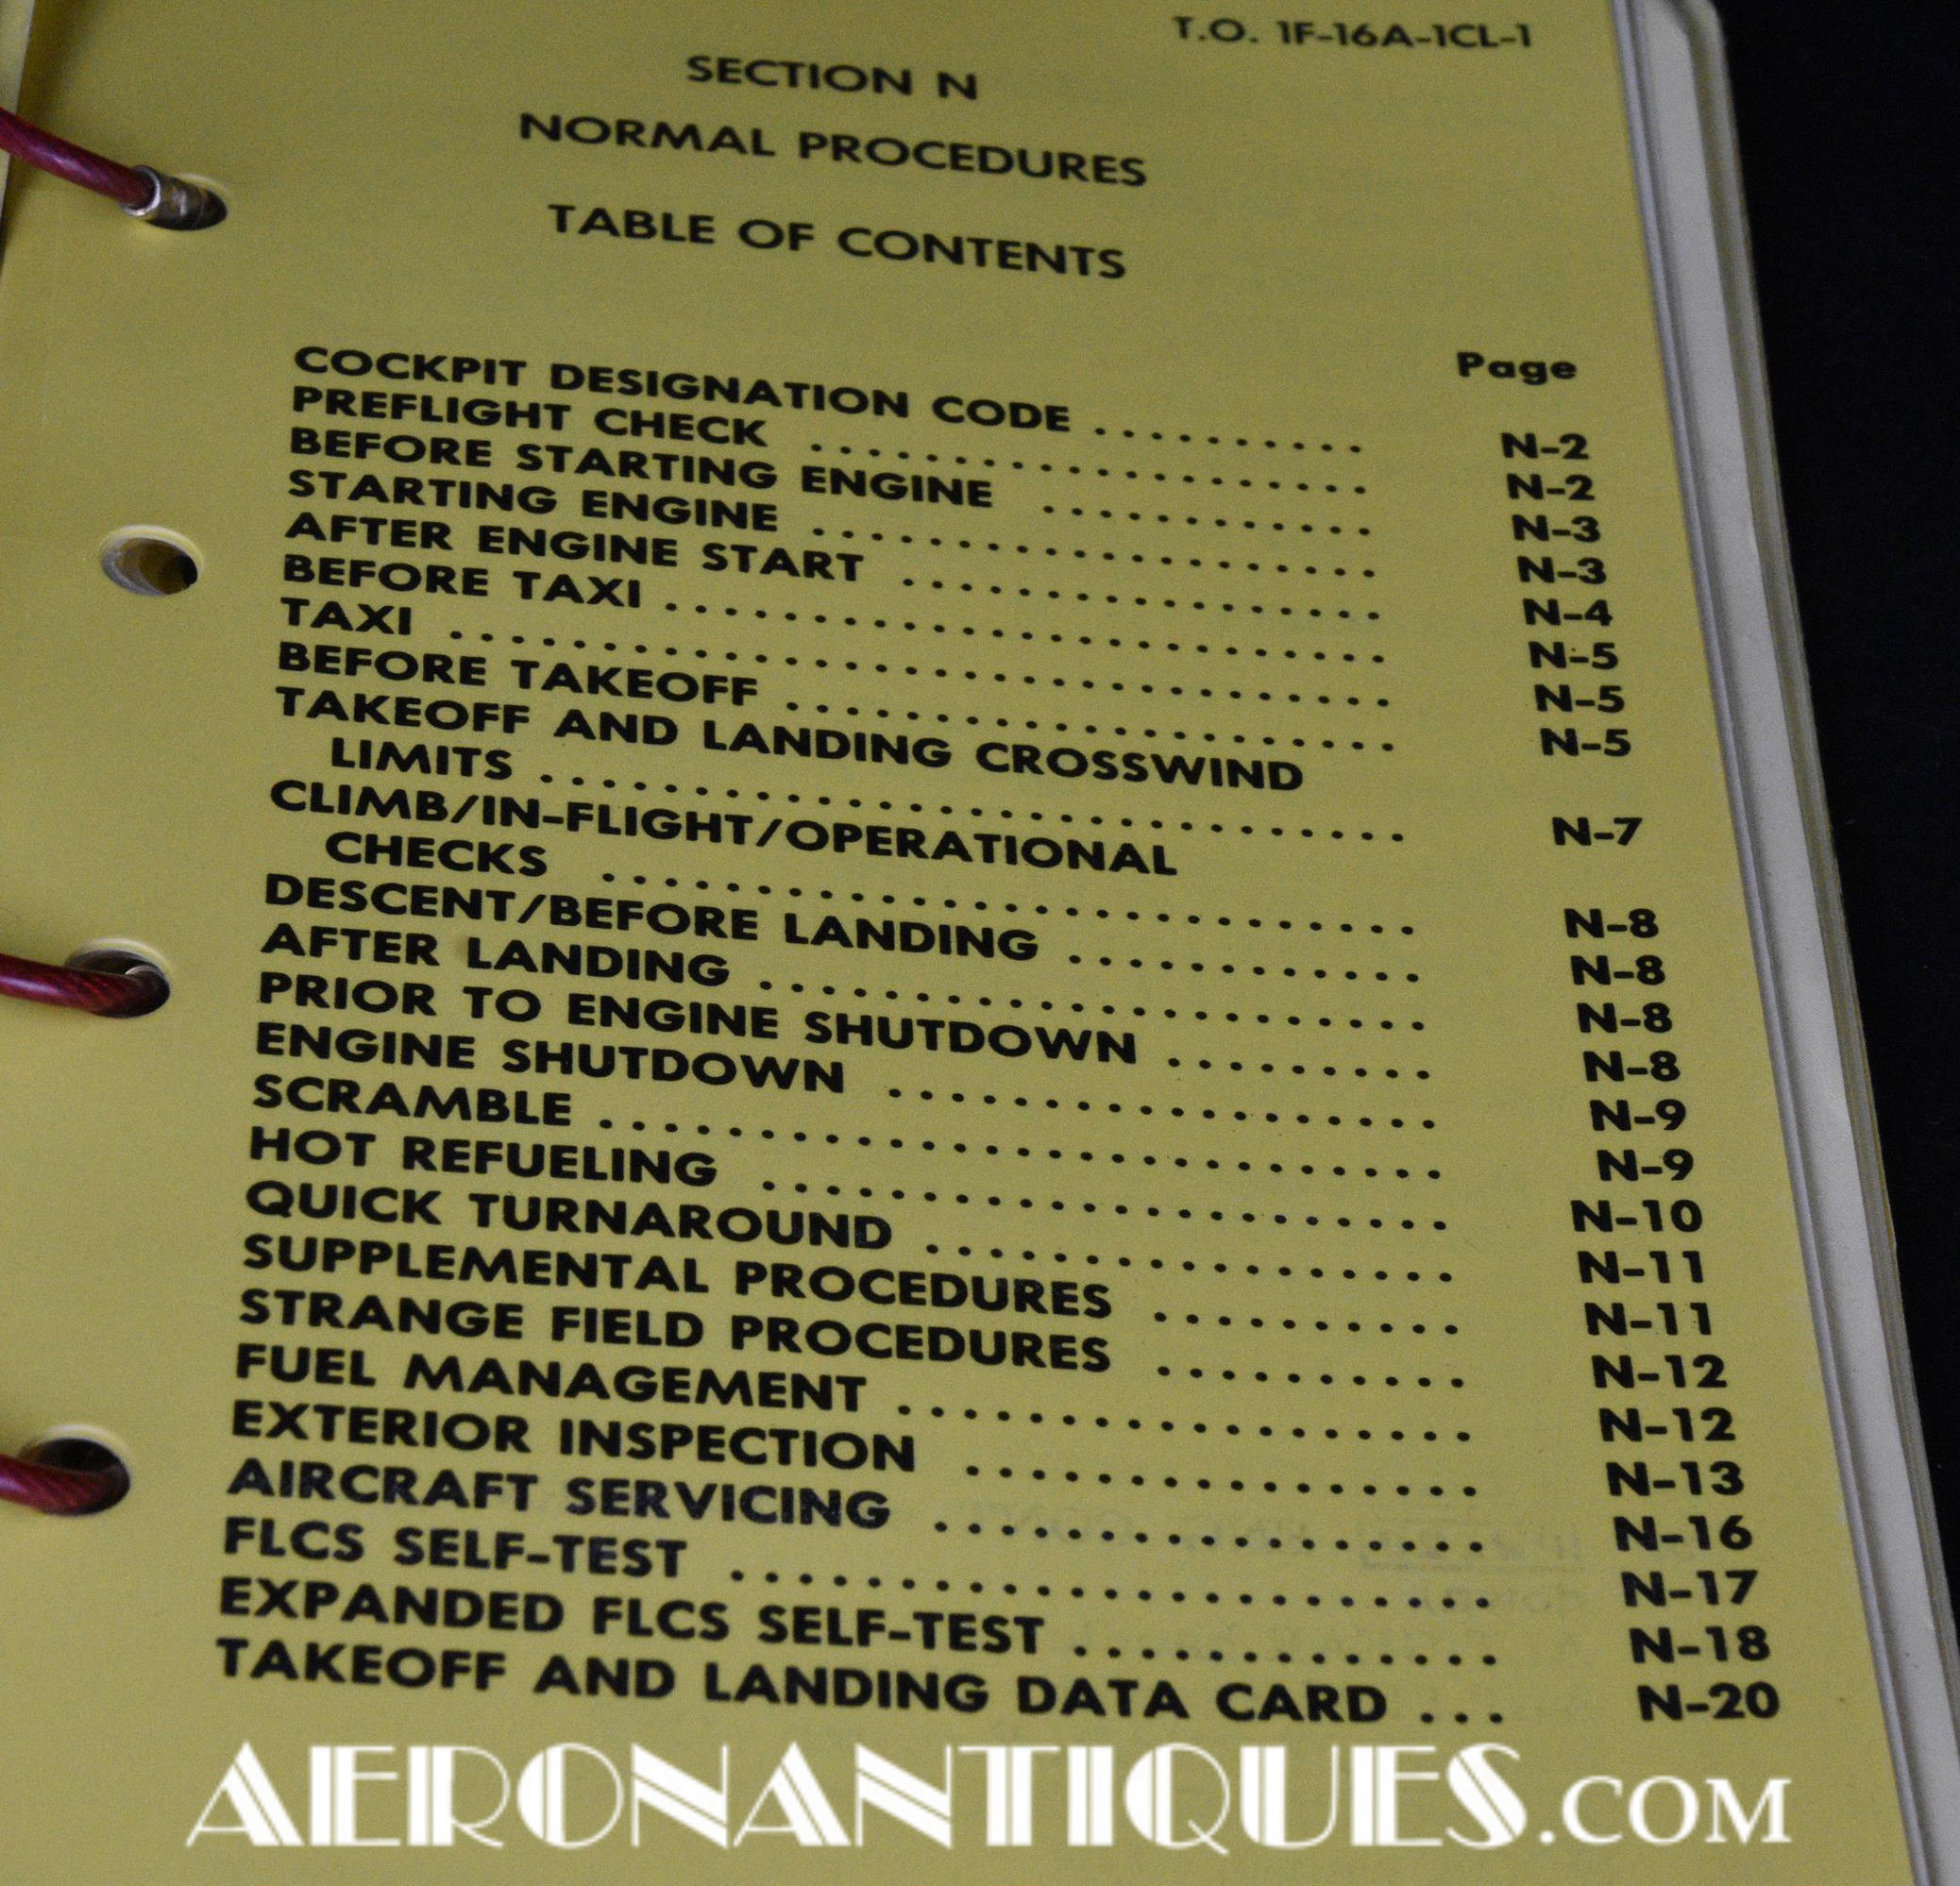 T.O. 1F-16A-1CL-1
SECTION N
NORMAL PROCEDURES
TABLE OF CONTENTS
Page
COCKPIT DESIGNATION CODE .......... N-2
PREFLIGHT CHECK .................... N-2
BEFORE STARTING ENGINE ............ N-3
STARTING ENGINE .................... N-3
AFTER ENGINE START ................. N-4
BEFORE TAXI ......................... N-5
TAXI ................................. N-5
BEFORE TAKEOFF ..................... N-5
TAKEOFF AND LANDING CROSSWIND
LIMITS ............................. N-7
CLIMB/IN-FLIGHT/OPERATIONAL
CHECKS ........................... N-8
DESCENT/BEFORE LANDING ............ N-8
AFTER LANDING ...................... N-8
PRIOR TO ENGINE SHUTDOWN ......... N-8
ENGINE SHUTDOWN .................. N-9
SCRAMBLE ........................... N-9
HOT REFUELING ...................... N-10
QUICK TURNAROUND ................. N-11
SUPPLEMENTAL PROCEDURES .......... N-11
STRANGE FIELD PROCEDURES .......... N-12
FUEL MANAGEMENT .................. N-12
EXTERIOR INSPECTION ................ N-13
AIRCRAFT SERVICING ................. N-16
FLCS SELF-TEST ....................... N-17
EXPANDED FLCS SELF-TEST ............. N-18
TAKEOFF AND LANDING DATA CARD ... N-20
AERONANTIQUES.COM